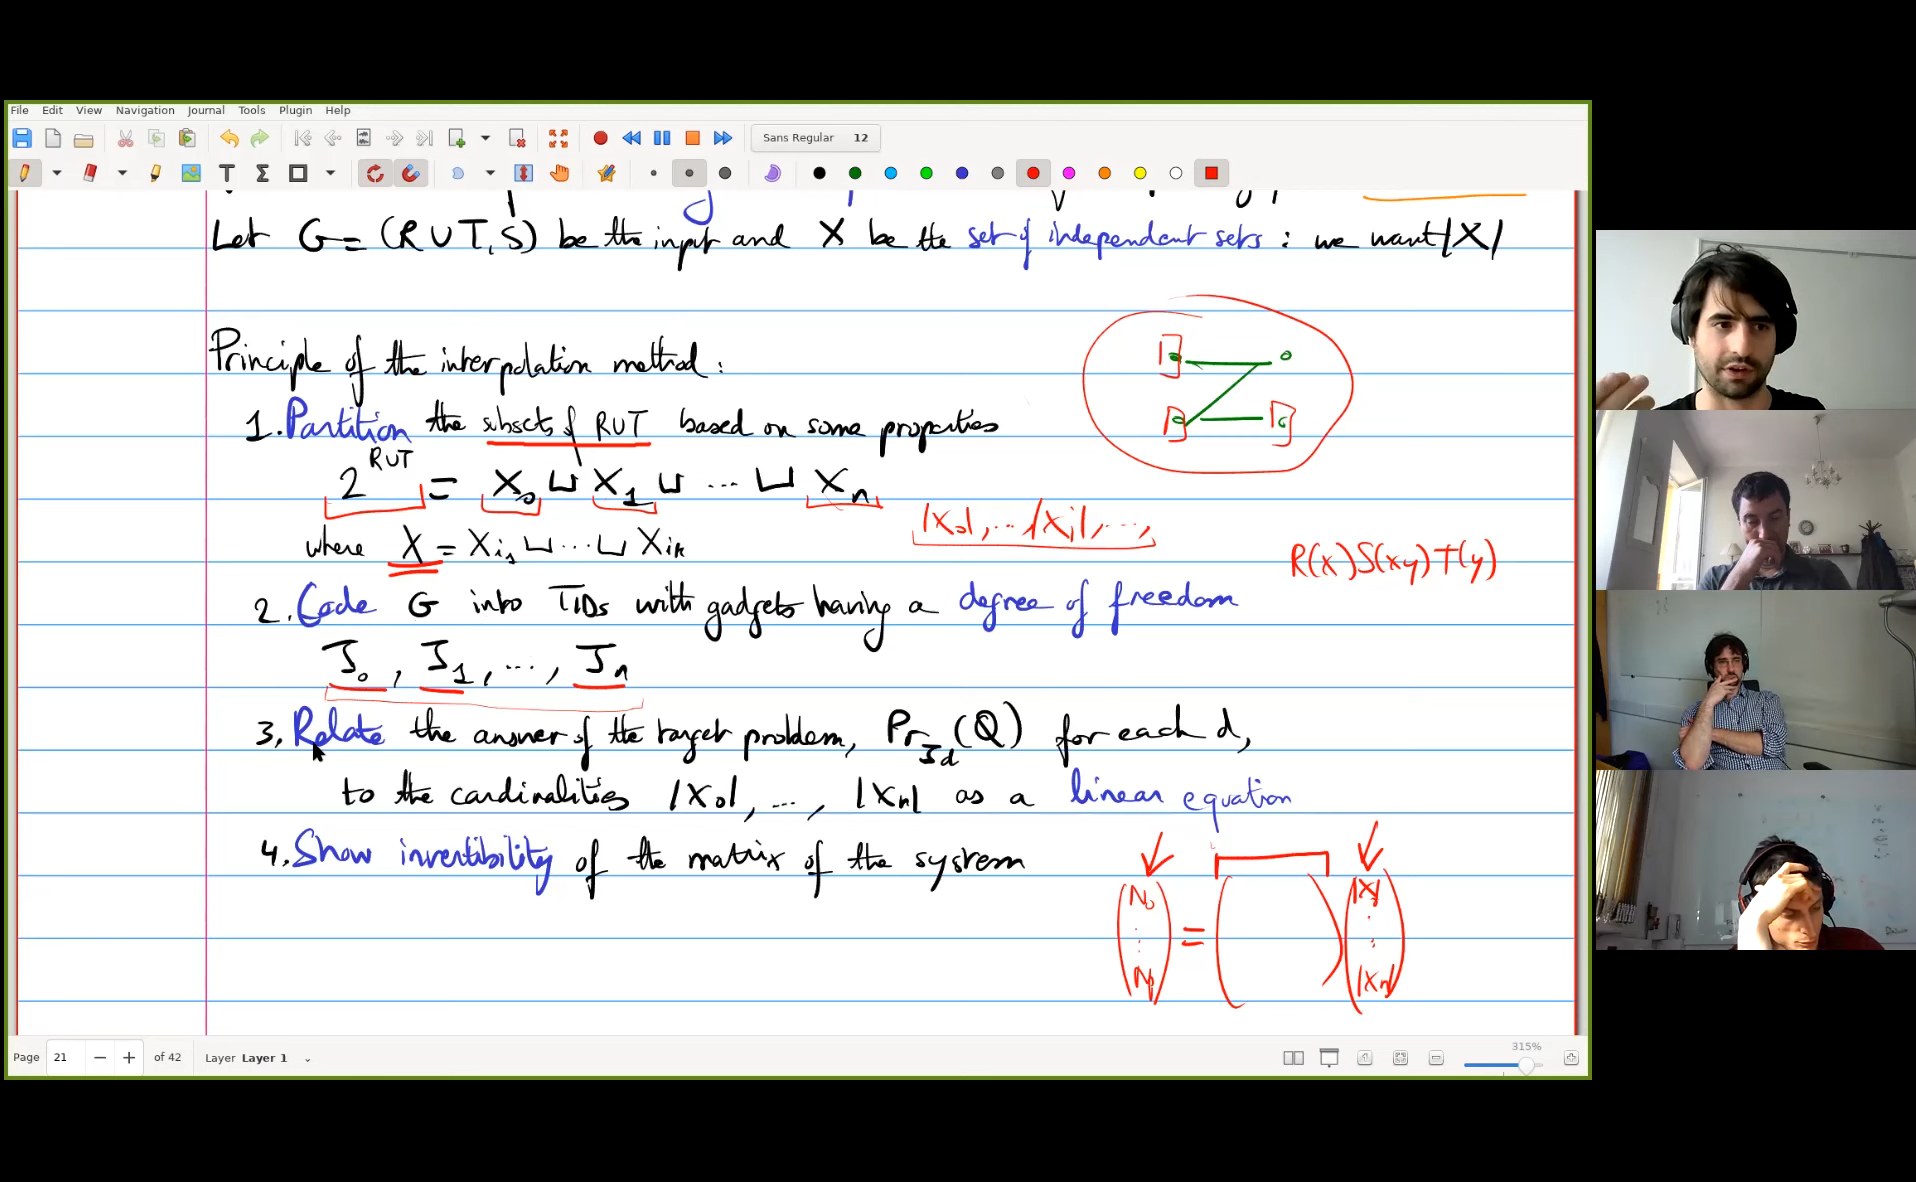 File Edit View Navigation Journal Tools Plugin Help
Sans Regular 12
Let G = (R ∪ T, S) be the input and X be the set of independent sets : we want |X|
Principle of the interpolation method :
1. Partition the subsets of R∪T based on some properties
2^{R∪T} = X₀ ⊔ X₁ ⊔ ... ⊔ Xₙ
|X₀|, ... |Xi|, ...,
where X = Xi₁ ⊔ ... ⊔ Xiₖ
R(x) S(xy) T(y)
2. Code G into TIDs with gadgets having a degree of freedom
J₀, J₁, ..., Jₙ
3. Relate the answer of the target problem, Pr_{J_d}(Q) for each d,
to the cardinalities |X₀|, ..., |Xₙ| as a linear equation
4. Show invertibility of the matrix of the system
Page 21 of 42 Layer Layer 1
315%